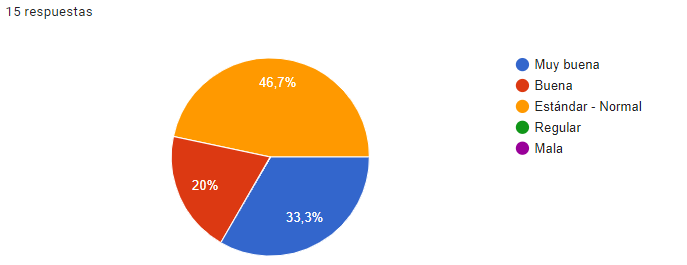 15 respuestas
46,7%
20%
33,3%
Muy buena
Buena
Estándar - Normal
Regular
Mala